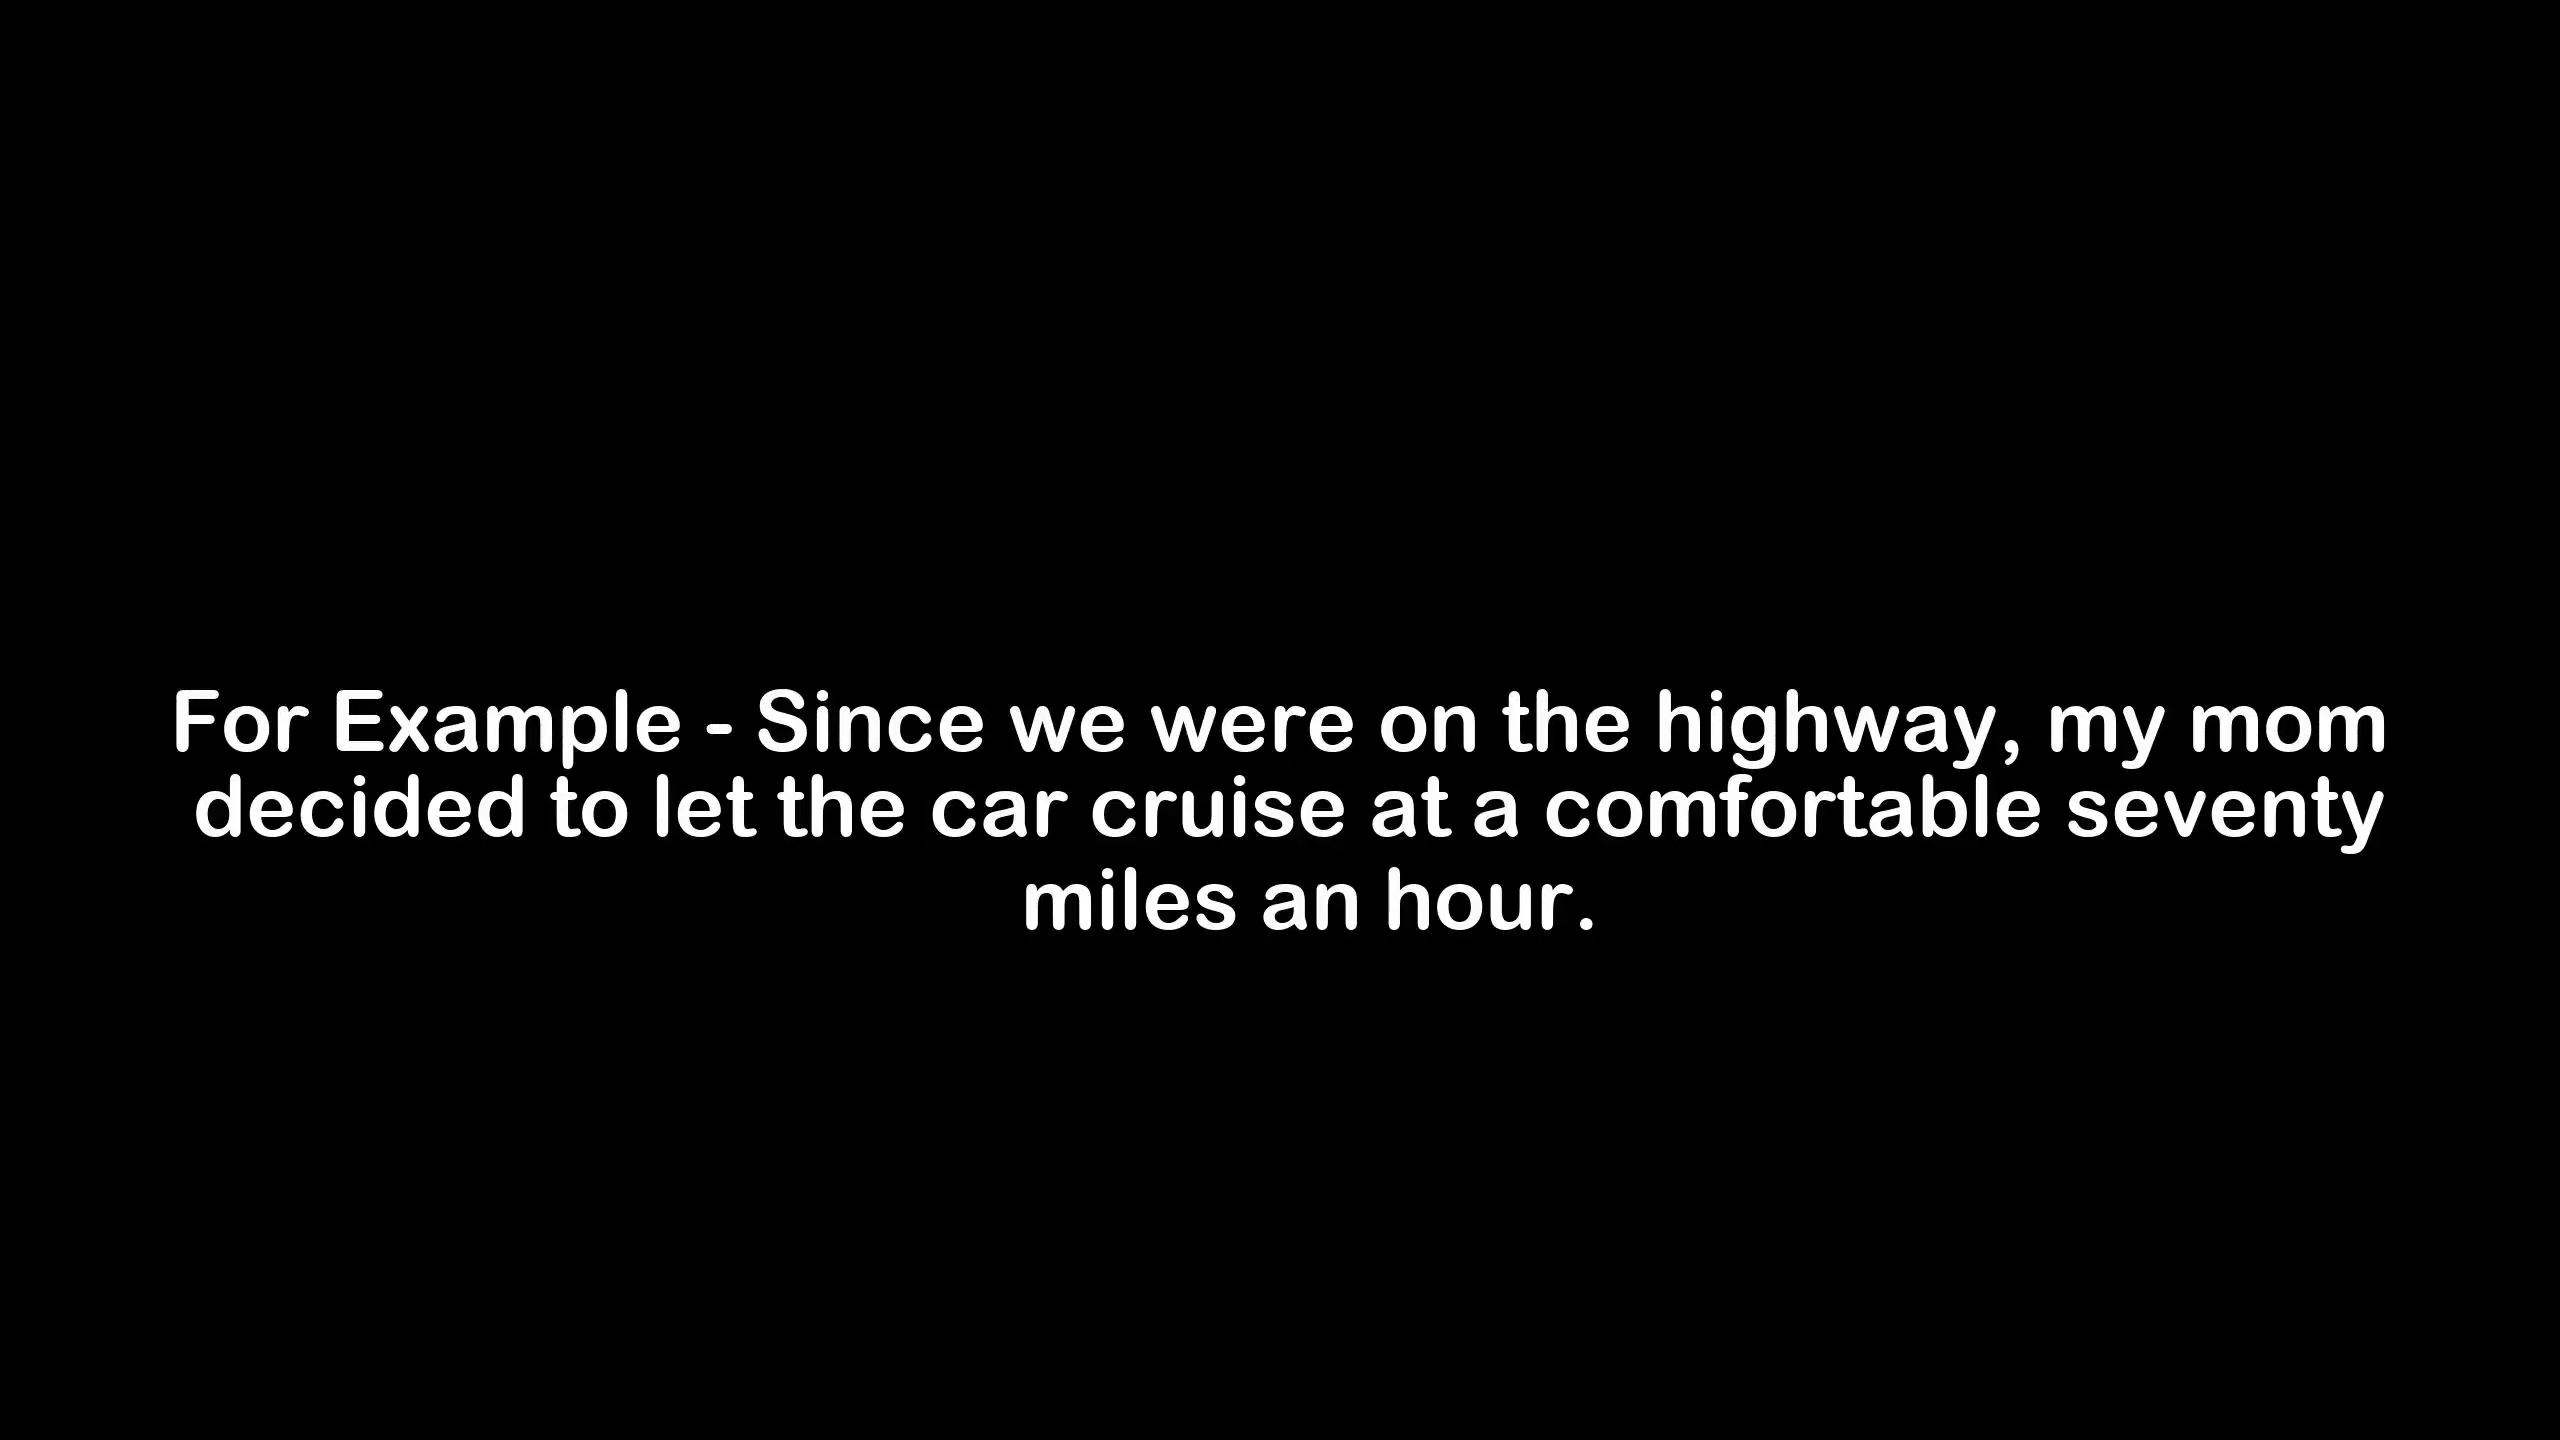 For Example - Since we were on the highway, my mom
decided to let the car cruise at a comfortable seventy
miles an hour.